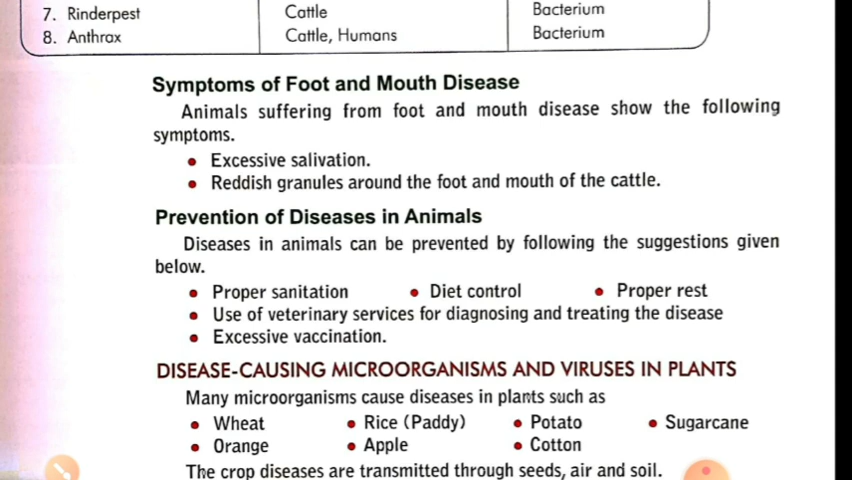 7. Rinderpest Cattle Bacterium
8. Anthrax Cattle, Humans Bacterium
Symptoms of Foot and Mouth Disease
Animals suffering from foot and mouth disease show the following
symptoms.
• Excessive salivation.
• Reddish granules around the foot and mouth of the cattle.
Prevention of Diseases in Animals
Diseases in animals can be prevented by following the suggestions given
below.
• Proper sanitation • Diet control • Proper rest
• Use of veterinary services for diagnosing and treating the disease
• Excessive vaccination.
DISEASE-CAUSING MICROORGANISMS AND VIRUSES IN PLANTS
Many microorganisms cause diseases in plants such as
• Wheat • Rice (Paddy) • Potato • Sugarcane
• Orange • Apple • Cotton
The crop diseases are transmitted through seeds, air and soil.